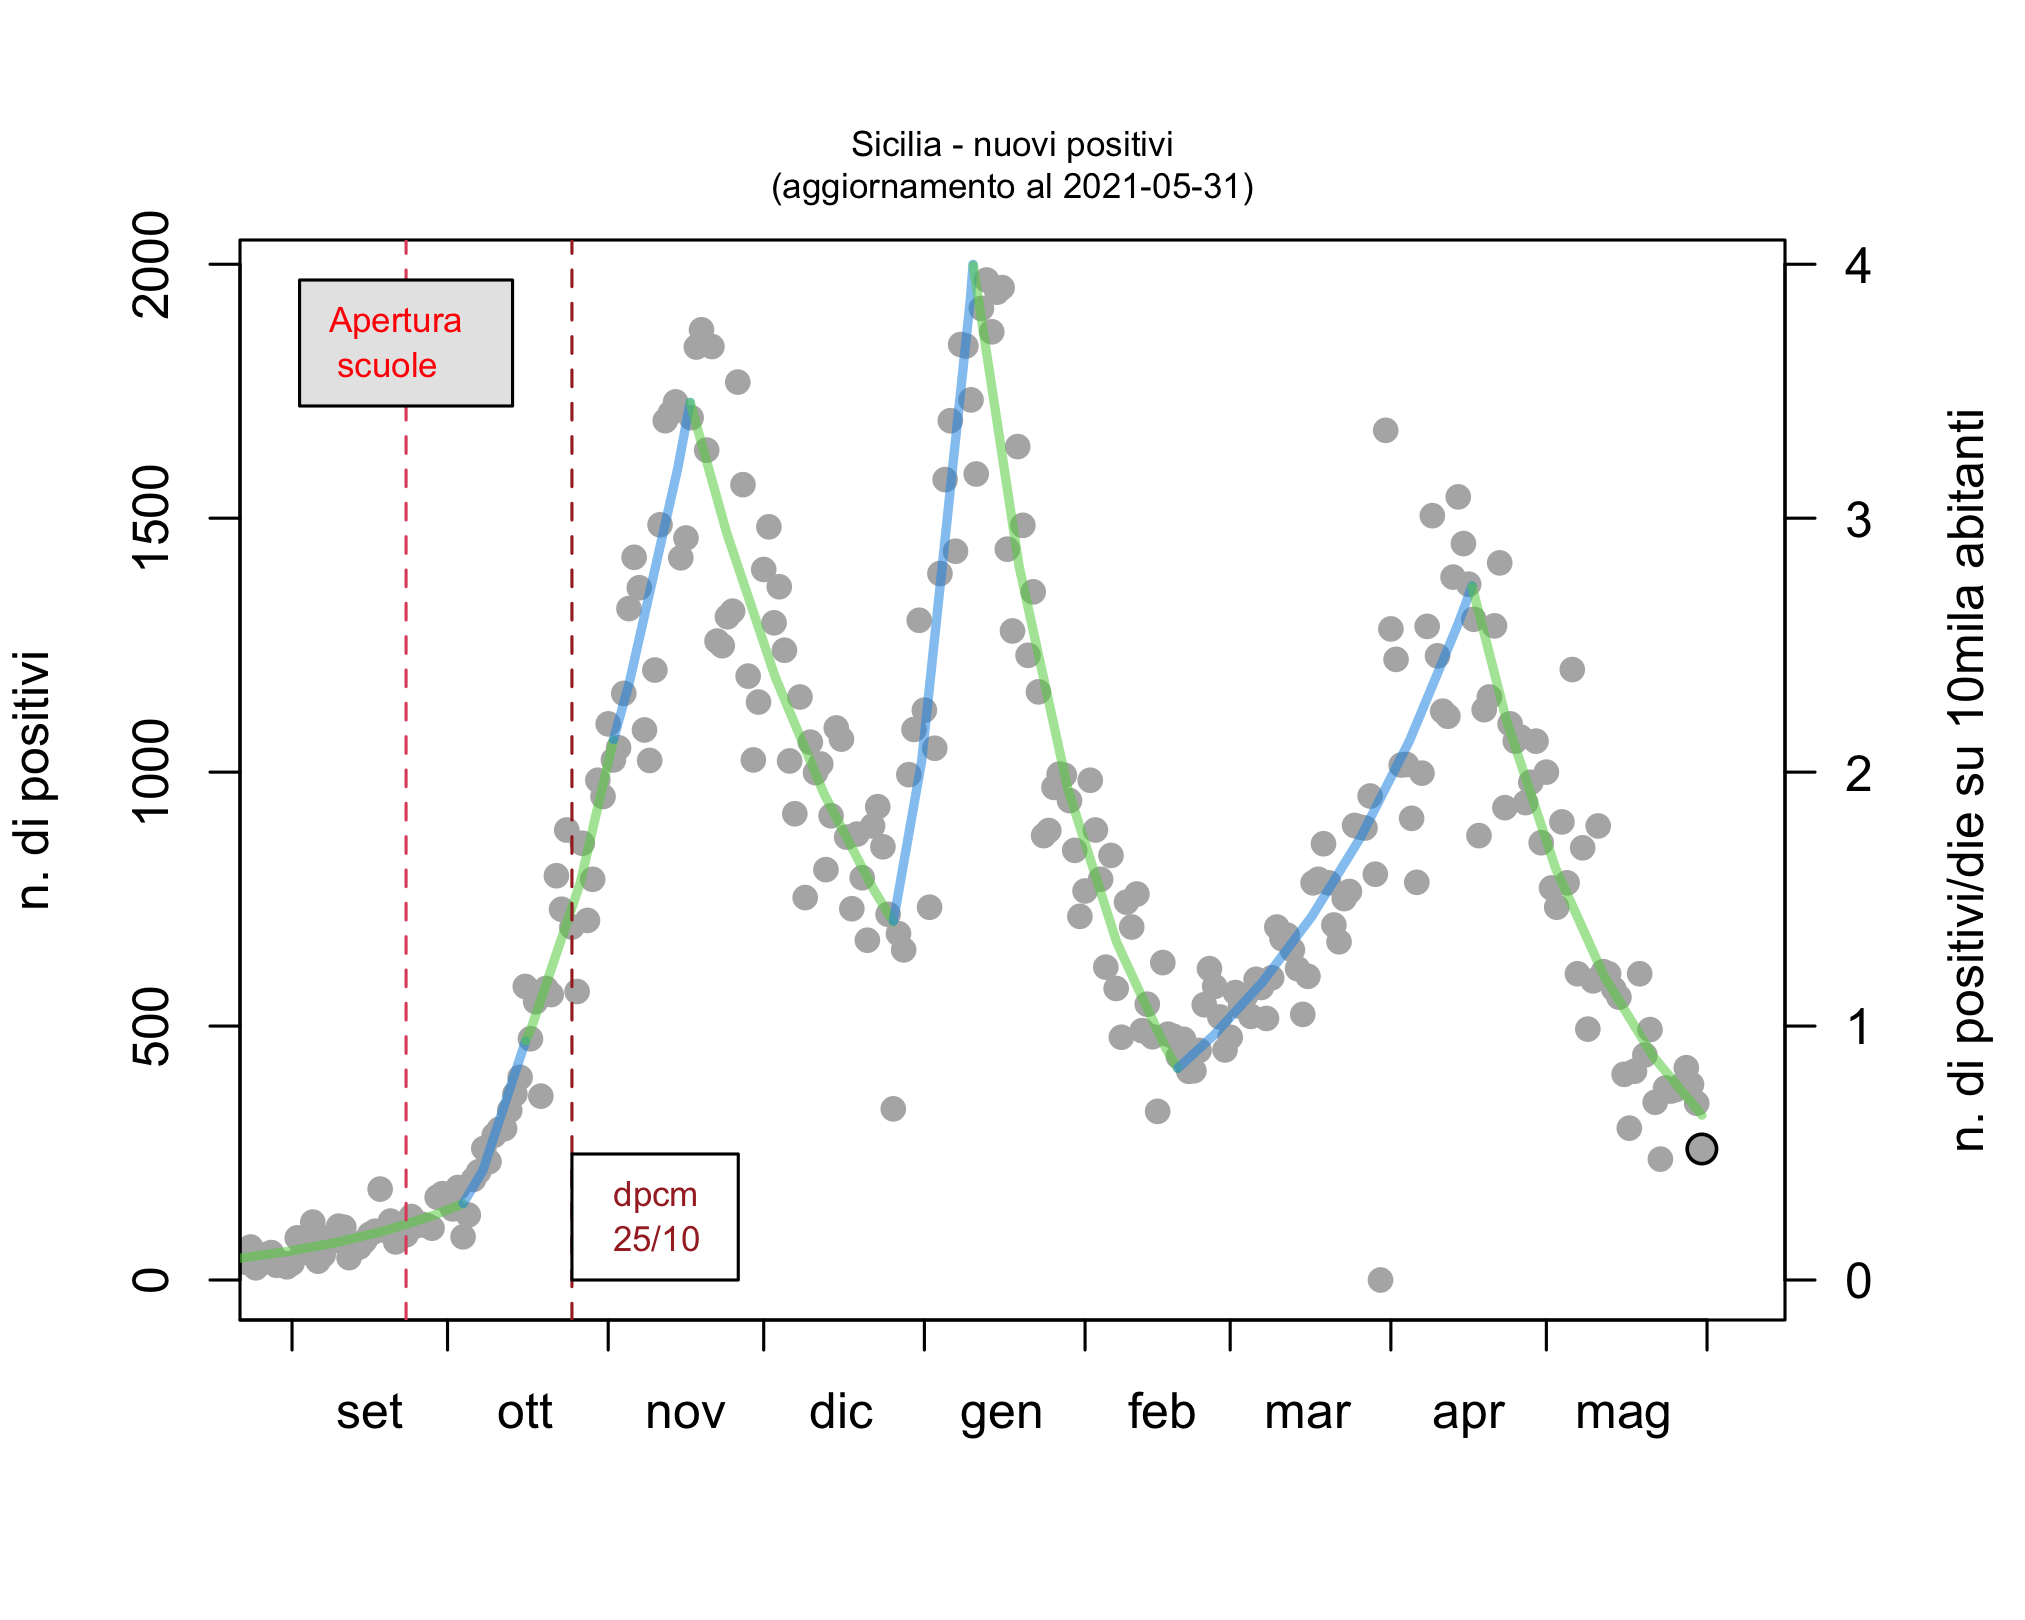 Sicilia - nuovi positivi
(aggiornamento al 2021-05-31)
n. di positivi
2000
1500
1000
500
0
Apertura
scuole
dpcm
25/10
4
3
2
1
0
n. di positivi/die su 10mila abitanti
set ott nov dic gen feb mar apr mag